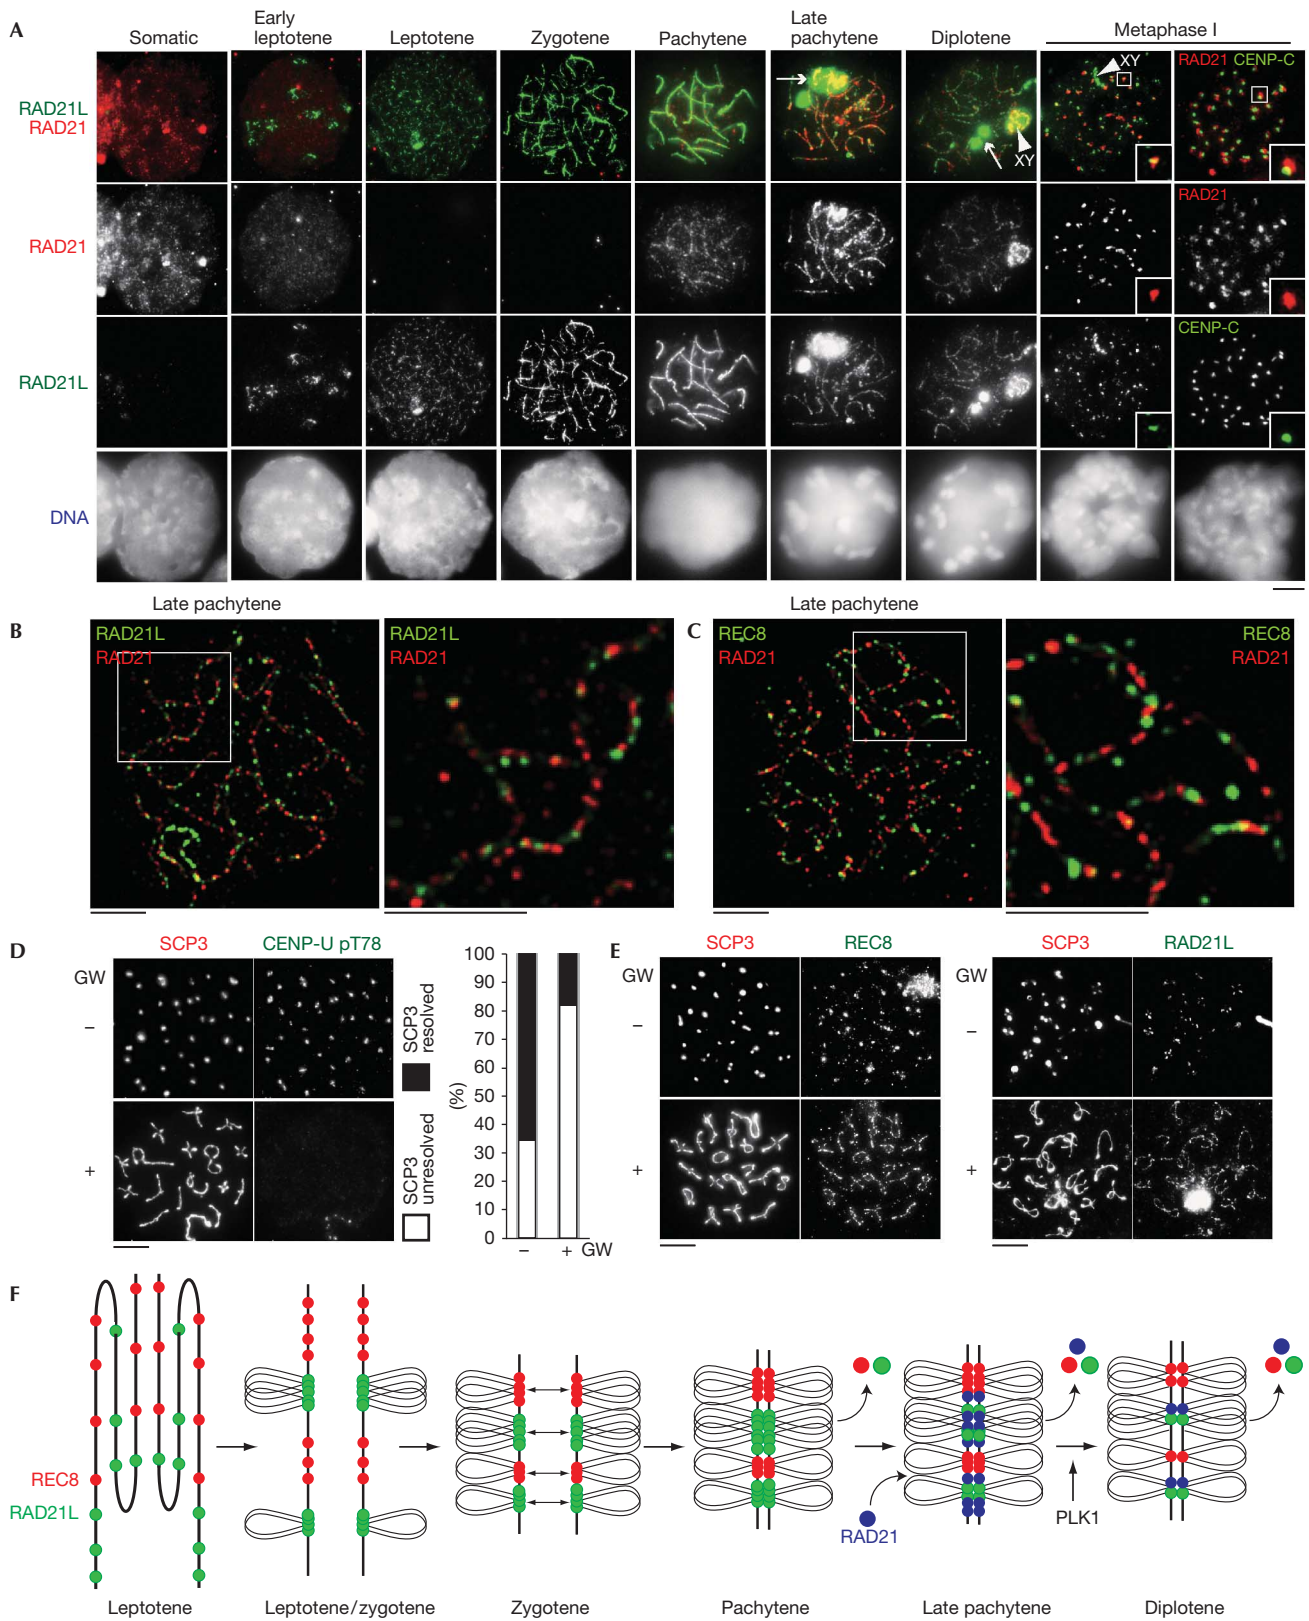 A
Somatic
Early leptotene
Leptotene
Zygotene
Pachytene
Late pachytene
Diplotene
Metaphase I
RAD21L
RAD21
XY
XY
RAD21 CENP-C
RAD21
RAD21
RAD21L
CENP-C
DNA
B
Late pachytene
RAD21L
RAD21
RAD21L
RAD21
C
Late pachytene
REC8
RAD21
REC8
RAD21
D
SCP3
CENP-U pT78
GW
−
+
SCP3 unresolved
SCP3 resolved
(%)
100
90
80
70
60
50
40
30
20
10
0
− + GW
E
SCP3
REC8
GW
−
+
SCP3
RAD21L
GW
−
+
F
REC8
RAD21L
RAD21
PLK1
Leptotene
Leptotene/zygotene
Zygotene
Pachytene
Late pachytene
Diplotene